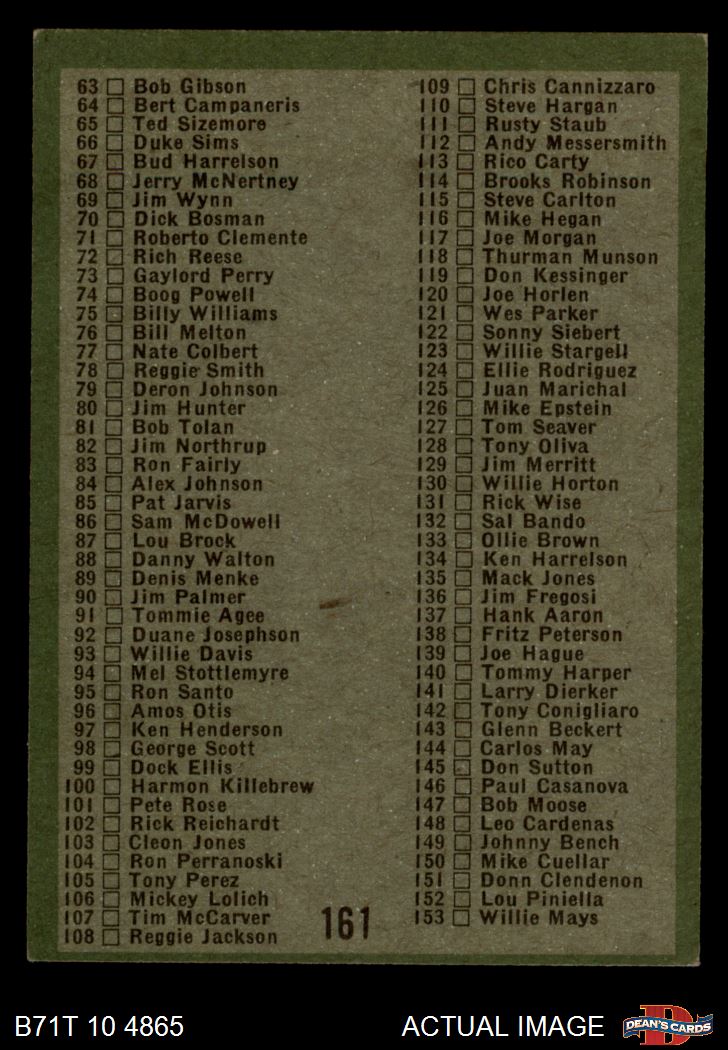 63 Bob Gibson
64 Bert Campaneris
65 Ted Sizemore
66 Duke Sims
67 Bud Harrelson
68 Jerry McNertney
69 Jim Wynn
70 Dick Bosman
71 Roberto Clemente
72 Rich Reese
73 Gaylord Perry
74 Boog Powell
75 Billy Williams
76 Bill Melton
77 Nate Colbert
78 Reggie Smith
79 Deron Johnson
80 Jim Hunter
81 Bob Tolan
82 Jim Northrup
83 Ron Fairly
84 Alex Johnson
85 Pat Jarvis
86 Sam McDowell
87 Lou Brock
88 Danny Walton
89 Denis Menke
90 Jim Palmer
91 Tommie Agee
92 Duane Josephson
93 Willie Davis
94 Mel Stottlemyre
95 Ron Santo
96 Amos Otis
97 Ken Henderson
98 George Scott
99 Dock Ellis
100 Harmon Killebrew
101 Pete Rose
102 Rick Reichardt
103 Cleon Jones
104 Ron Perranoski
105 Tony Perez
106 Mickey Lolich
107 Tim McCarver
108 Reggie Jackson
109 Chris Cannizzaro
110 Steve Hargan
111 Rusty Staub
112 Andy Messersmith
113 Rico Carty
114 Brooks Robinson
115 Steve Carlton
116 Mike Hegan
117 Joe Morgan
118 Thurman Munson
119 Don Kessinger
120 Joe Horlen
121 Wes Parker
122 Sonny Siebert
123 Willie Stargell
124 Ellie Rodriguez
125 Juan Marichal
126 Mike Epstein
127 Tom Seaver
128 Tony Oliva
129 Jim Merritt
130 Willie Horton
131 Rick Wise
132 Sal Bando
133 Ollie Brown
134 Ken Harrelson
135 Mack Jones
136 Jim Fregosi
137 Hank Aaron
138 Fritz Peterson
139 Joe Hague
140 Tommy Harper
141 Larry Dierker
142 Tony Conigliaro
143 Glenn Beckert
144 Carlos May
145 Don Sutton
146 Paul Casanova
147 Bob Moose
148 Leo Cardenas
149 Johnny Bench
150 Mike Cuellar
151 Donn Clendenon
152 Lou Piniella
153 Willie Mays
161
B71T 10 4865
ACTUAL IMAGE
D
DEAN'S CARDS